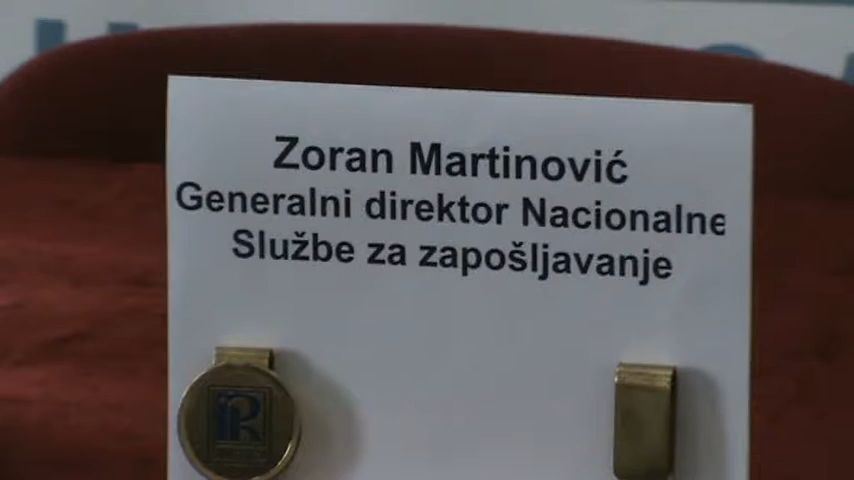 Zoran Martinović
Generalni direktor Nacionalne
Službe za zapošljavanje